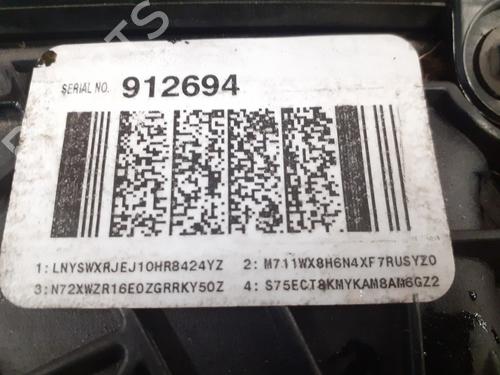 SERIAL NO. 912694
1: LNYSWXRJEJ10HR8424YZ 2: M711WX8H6N4XF7RUSYZ0
3: N72XWZR16E0ZGRRKY50Z 4: S75ECT8KMYKAM8AM6GZ2